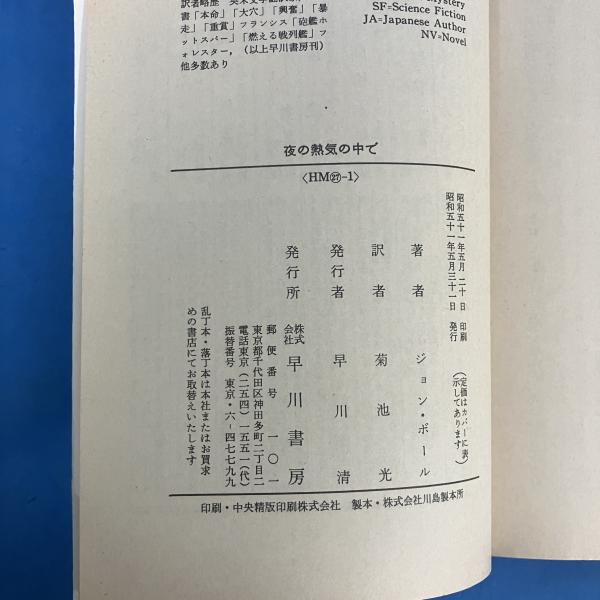 書「本命」「大穴」「興奮」「暴
走」「重賞」フランシス「砲艦ホ
ットスパー」「燃える戦列艦」フ
ォレスター，（以上早川書房刊）
他多数あり
SF=Science Fiction
JA=Japanese Author
NV=Novel
夜の熱気の中で
〈HM㉗-1〉
昭和五十一年五月二十日　印刷
昭和五十一年五月三十一日　発行
（定価はカバーに表
示してあります）
著者　ジョン・ボール
訳者　菊池光
発行者　早川清
発行所　株式会社　早川書房
郵便番号　一〇一
東京都千代田区神田多町二丁目二
電話東京（二五四）一五五一（代）
振替番号　東京・六－四七七九九
乱丁本・落丁本は本社またはお買求
めの書店にてお取替えいたします
印刷・中央精版印刷株式会社　製本・株式会社川島製本所